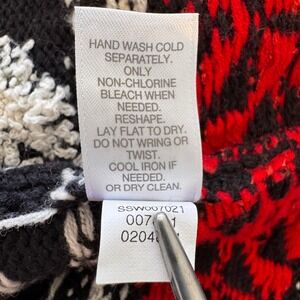 HAND WASH COLD
SEPARATELY.
ONLY
NON-CHLORINE
BLEACH WHEN
NEEDED.
RESHAPE.
LAY FLAT TO DRY.
DO NOT WRING OR
TWIST.
COOL IRON IF
NEEDED.
OR DRY CLEAN.
SSW007021